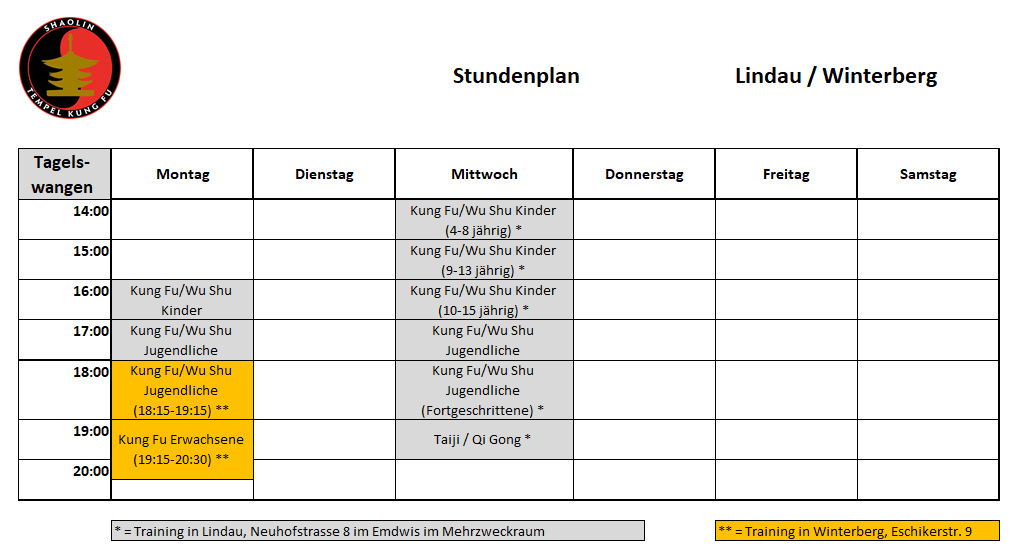 SHAOLIN
TEMPEL KUNG FU
Stundenplan
Lindau / Winterberg
Tagels-
wangen
Montag
Dienstag
Mittwoch
Donnerstag
Freitag
Samstag
14:00
Kung Fu/Wu Shu Kinder
(4-8 jährig) *
15:00
Kung Fu/Wu Shu Kinder
(9-13 jährig) *
16:00
Kung Fu/Wu Shu
Kinder
Kung Fu/Wu Shu Kinder
(10-15 jährig) *
17:00
Kung Fu/Wu Shu
Jugendliche
Kung Fu/Wu Shu
Jugendliche
18:00
Kung Fu/Wu Shu
Jugendliche
(18:15-19:15) **
Kung Fu/Wu Shu
Jugendliche
(Fortgeschrittene) *
19:00
Kung Fu Erwachsene
(19:15-20:30) **
Taiji / Qi Gong *
20:00
* = Training in Lindau, Neuhofstrasse 8 im Emdwis im Mehrzweckraum
** = Training in Winterberg, Eschikerstr. 9